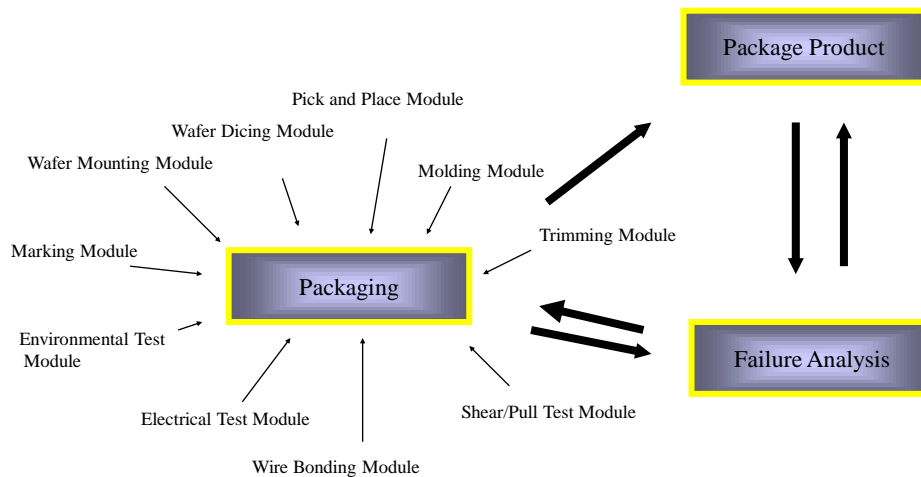 Package Product
Pick and Place Module
Wafer Dicing Module
Wafer Mounting Module
Molding Module
Marking Module
Trimming Module
Packaging
Environmental Test
Module
Failure Analysis
Electrical Test Module
Shear/Pull Test Module
Wire Bonding Module